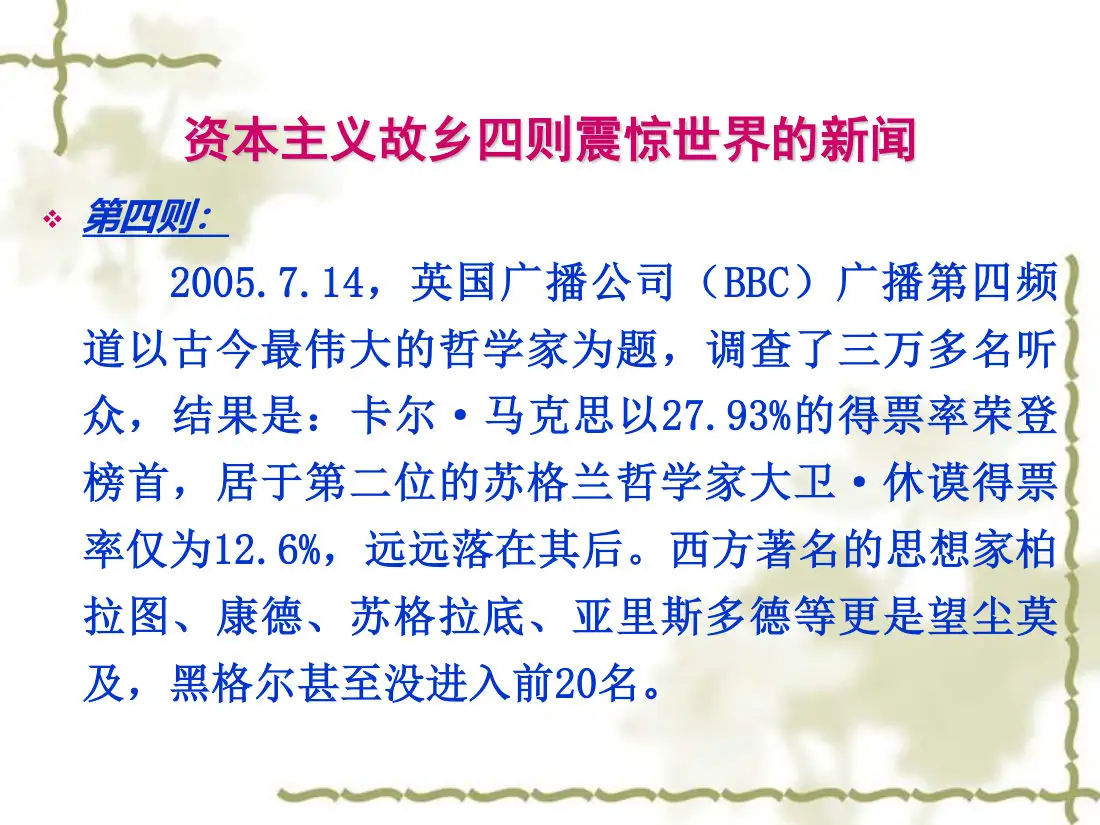 资本主义故乡四则震惊世界的新闻
第四则：
2005.7.14，英国广播公司（BBC）广播第四频
道以古今最伟大的哲学家为题，调查了三万多名听
众，结果是：卡尔·马克思以27.93%的得票率荣登
榜首，居于第二位的苏格兰哲学家大卫·休谟得票
率仅为12.6%，远远落在其后。西方著名的思想家柏
拉图、康德、苏格拉底、亚里斯多德等更是望尘莫
及，黑格尔甚至没进入前20名。